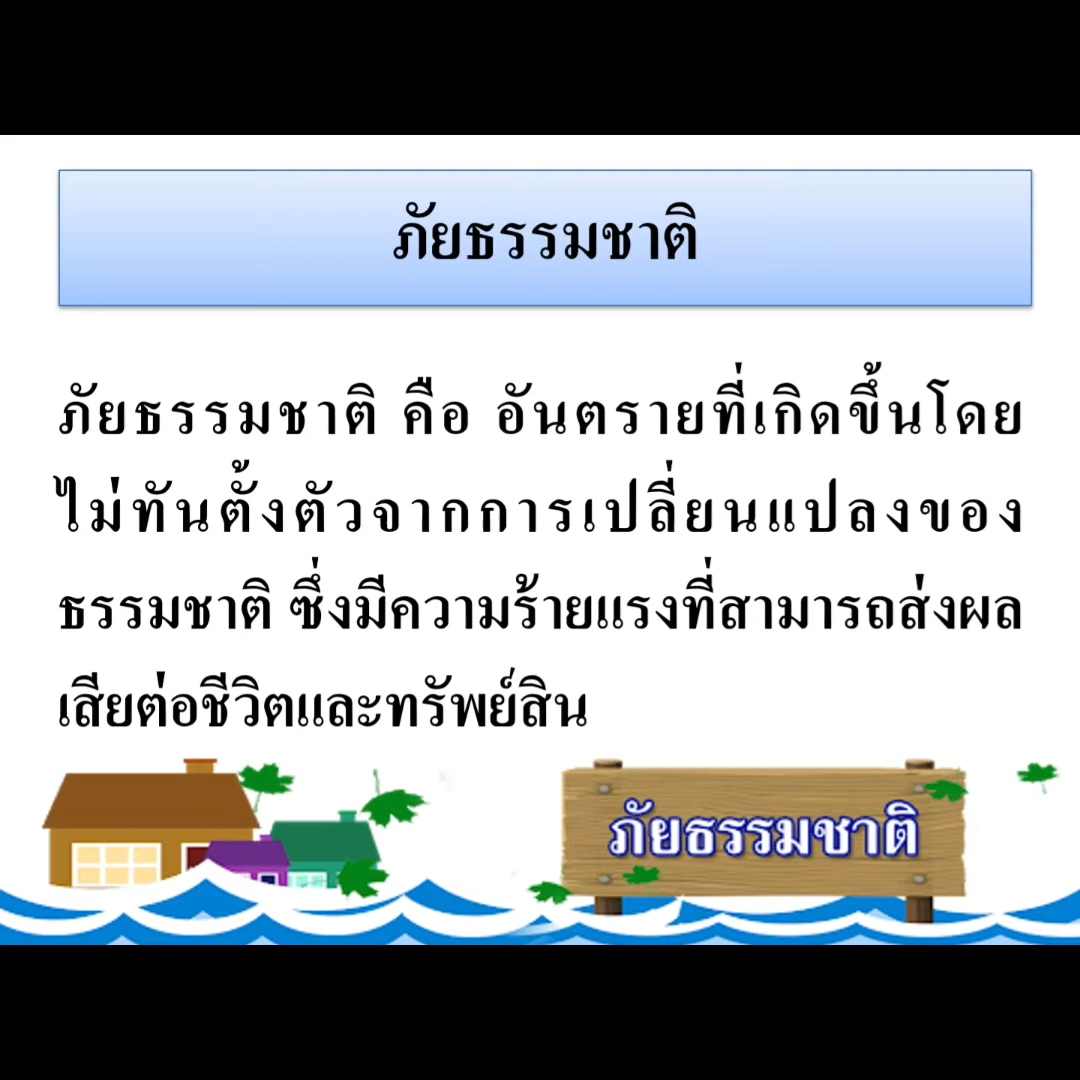 ภัยธรรมชาติ
ภัยธรรมชาติ คือ อันตรายที่เกิดขึ้นโดย
ไม่ทันตั้งตัวจากการเปลี่ยนแปลงของ
ธรรมชาติ ซึ่งมีความร้ายแรงที่สามารถส่งผล
เสียต่อชีวิตและทรัพย์สิน
ภัยธรรมชาติ